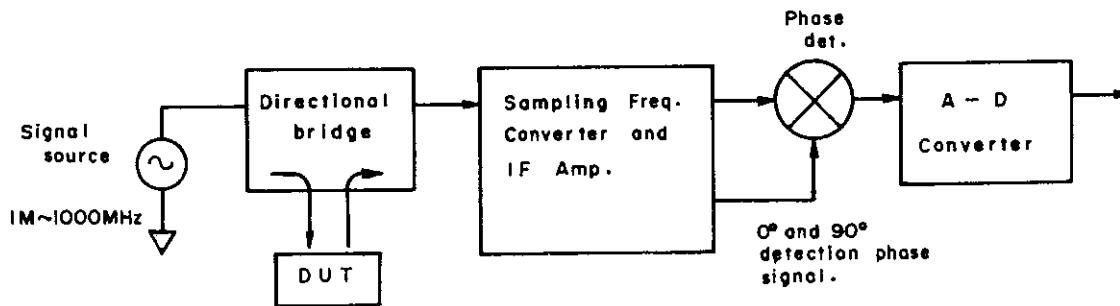 Signal
source
1M~1000MHz
Directional
bridge
DUT
Sampling Freq.
Converter and
IF Amp.
Phase
det.
0° and 90°
detection phase
signal.
A - D
Converter